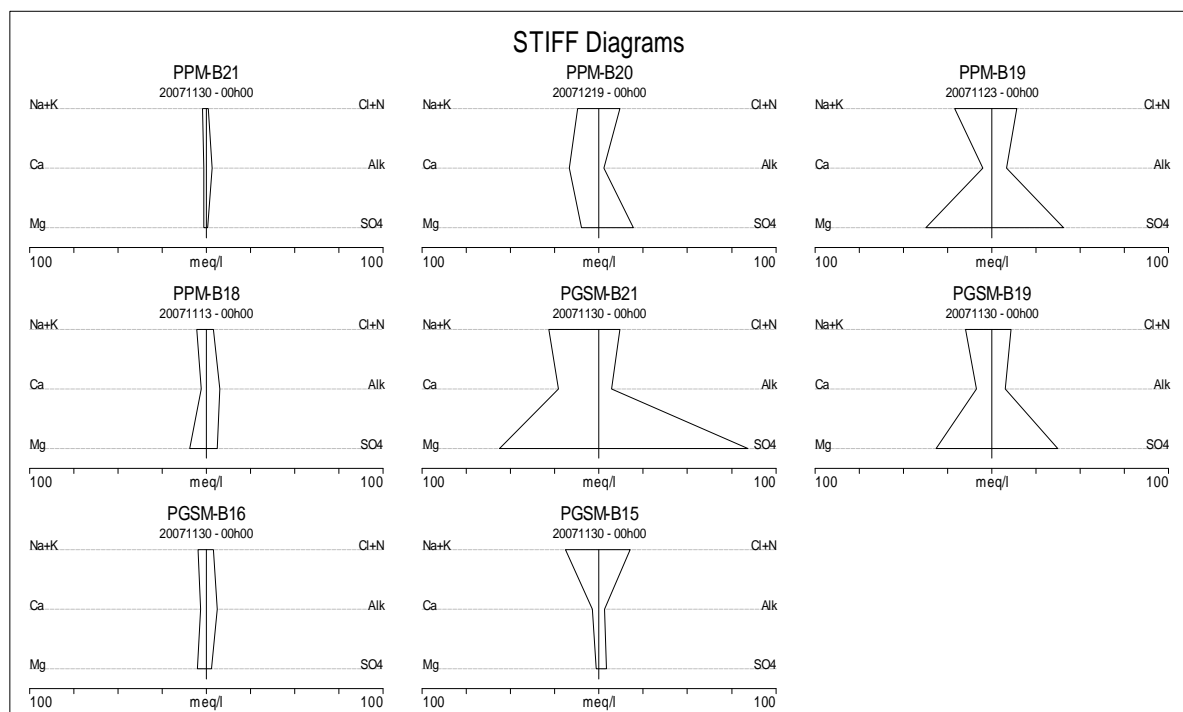 STIFF Diagrams
PPM-B21
20071130 - 00h00
Na+K Cl+N
Ca Alk
Mg SO4
100 meq/l 100
PPM-B20
20071219 - 00h00
Na+K Cl+N
Ca Alk
Mg SO4
100 meq/l 100
PPM-B19
20071123 - 00h00
Na+K Cl+N
Ca Alk
Mg SO4
100 meq/l 100
PPM-B18
20071113 - 00h00
Na+K Cl+N
Ca Alk
Mg SO4
100 meq/l 100
PGSM-B21
20071130 - 00h00
Na+K Cl+N
Ca Alk
Mg SO4
100 meq/l 100
PGSM-B19
20071130 - 00h00
Na+K Cl+N
Ca Alk
Mg SO4
100 meq/l 100
PGSM-B16
20071130 - 00h00
Na+K Cl+N
Ca Alk
Mg SO4
100 meq/l 100
PGSM-B15
20071130 - 00h00
Na+K Cl+N
Ca Alk
Mg SO4
100 meq/l 100